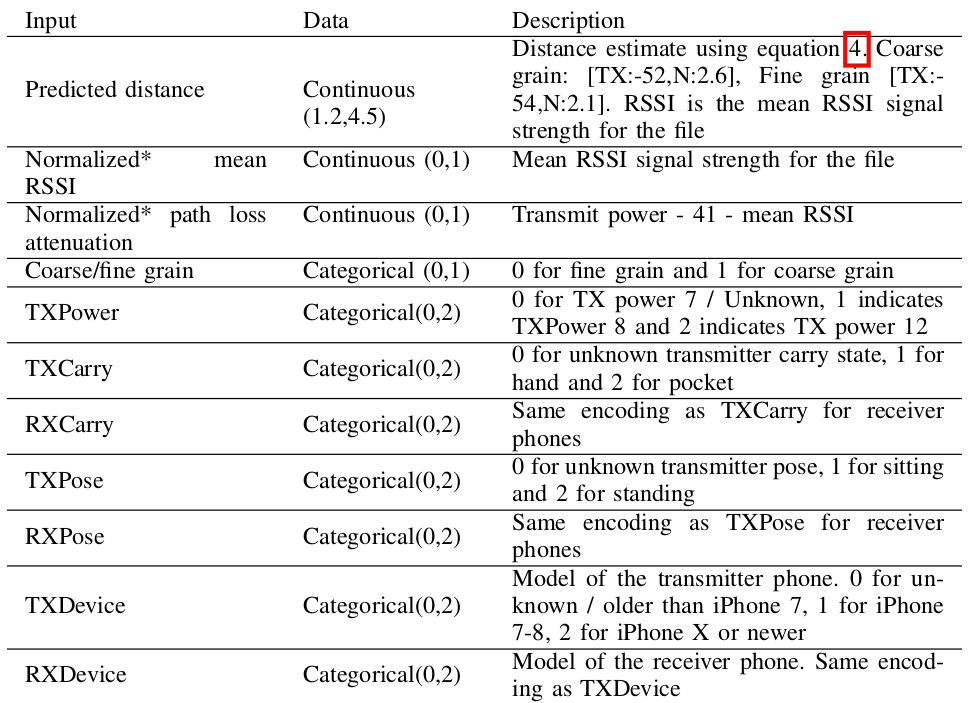 Input Data Description
Distance estimate using equation 4. Coarse
grain: [TX:-52,N:2.6], Fine grain [TX:-
Predicted distance Continuous
(1.2,4.5)
54,N:2.1]. RSSI is the mean RSSI signal
strength for the file
Normalized* mean
RSSI
Continuous (0,1)
Mean RSSI signal strength for the file
Normalized* path loss
attenuation
Continuous (0,1)
Transmit power - 41 - mean RSSI
Coarse/fine grain
Categorical (0,1)
0 for fine grain and 1 for coarse grain
TXPower
Categorical(0,2)
0 for TX power 7 / Unknown, 1 indicates
TXPower 8 and 2 indicates TX power 12
TXCarry
Categorical(0,2)
0 for unknown transmitter carry state, 1 for
hand and 2 for pocket
RXCarry
Categorical(0,2)
Same encoding as TXCarry for receiver
phones
TXPose
Categorical(0,2)
0 for unknown transmitter pose, 1 for sitting
and 2 for standing
RXPose
Categorical(0,2)
Same encoding as TXPose for receiver
phones
TXDevice
Categorical(0,2)
Model of the transmitter phone. 0 for un-
known / older than iPhone 7, 1 for iPhone
7-8, 2 for iPhone X or newer
RXDevice
Categorical(0,2)
Model of the receiver phone. Same encod-
ing as TXDevice